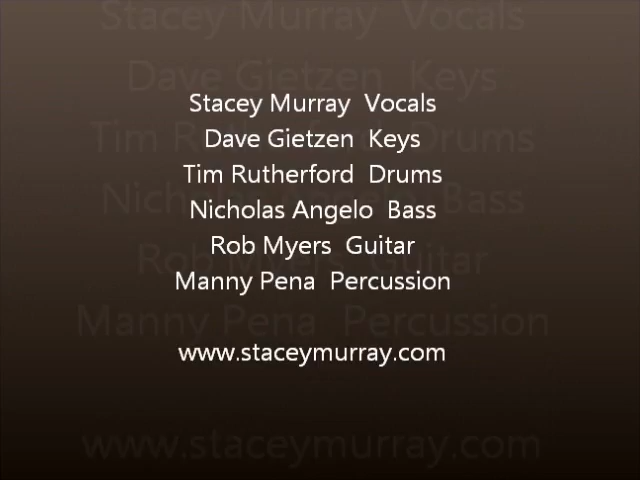 Stacey Murray  Vocals
Dave Gietzen  Keys
Tim Rutherford  Drums
Nicholas Angelo  Bass
Rob Myers  Guitar
Manny Pena  Percussion
www.staceymurray.com